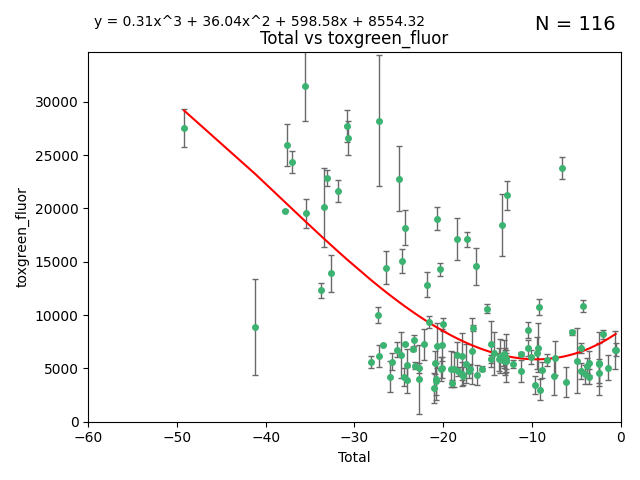 y = 0.31x^3 + 36.04x^2 + 598.58x + 8554.32
N = 116
Total vs toxgreen_fluor
toxgreen_fluor
30000
25000
20000
15000
10000
5000
0
−60
−50
−40
−30
−20
−10
0
Total